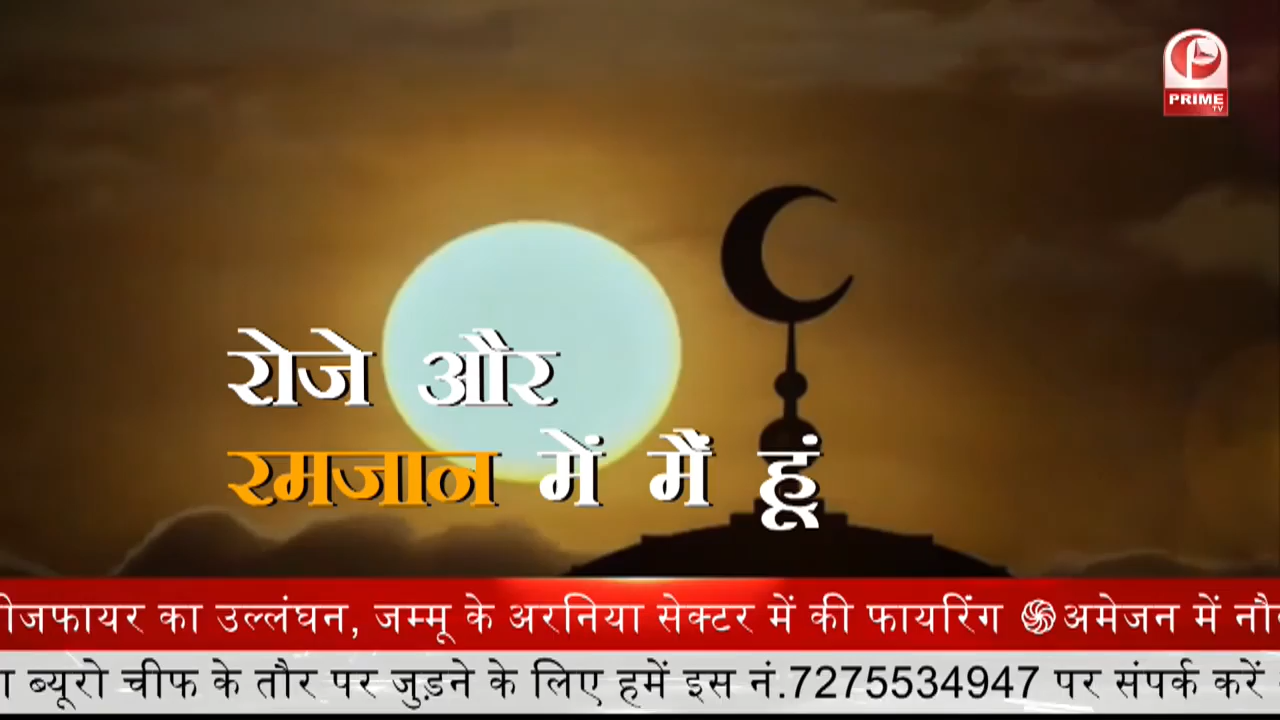 PRIME
TV
रोजे और
रमजान में मैं हूं
ीजफायर का उल्लंघन, जम्मू के अरनिया सेक्टर में की फायरिंग अमेजन में नौक
ा ब्यूरो चीफ के तौर पर जुड़ने के लिए हमें इस नं.7275534947 पर संपर्क करें